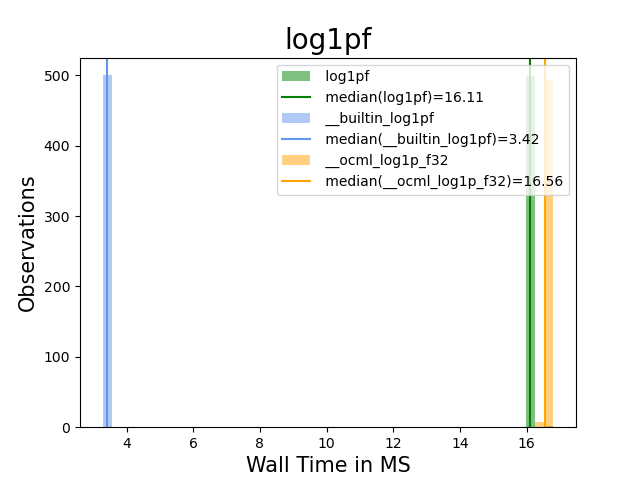 log1pf
Observations
500
400
300
200
100
0
log1pf
median(log1pf)=16.11
__builtin_log1pf
median(__builtin_log1pf)=3.42
__ocml_log1p_f32
median(__ocml_log1p_f32)=16.56
4 6 8 10 12 14 16
Wall Time in MS